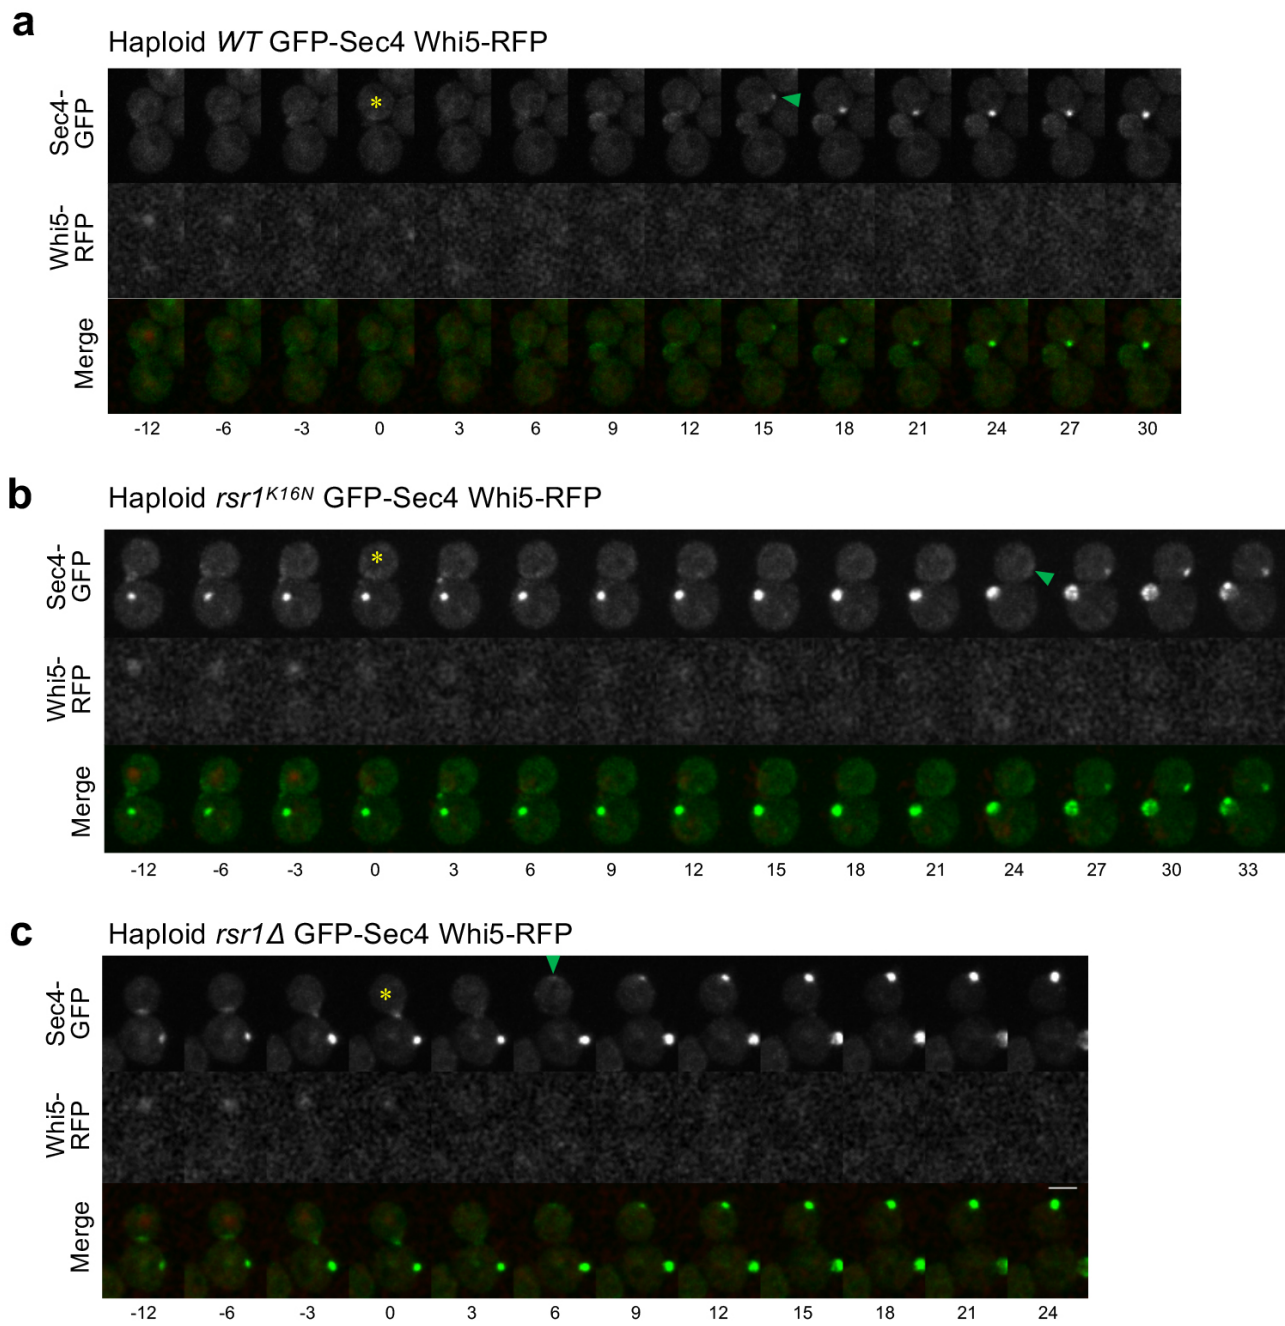 a
Haploid WT GFP-Sec4 Whi5-RFP
Sec4-
GFP
*
Whi5-
RFP
Merge
-12 -6 -3 0 3 6 9 12 15 18 21 24 27 30
b
Haploid rsr1K16N GFP-Sec4 Whi5-RFP
Sec4-
GFP
*
Whi5-
RFP
Merge
-12 -6 -3 0 3 6 9 12 15 18 21 24 27 30 33
c
Haploid rsr1Δ GFP-Sec4 Whi5-RFP
Sec4-
GFP
*
Whi5-
RFP
Merge
-12 -6 -3 0 3 6 9 12 15 18 21 24